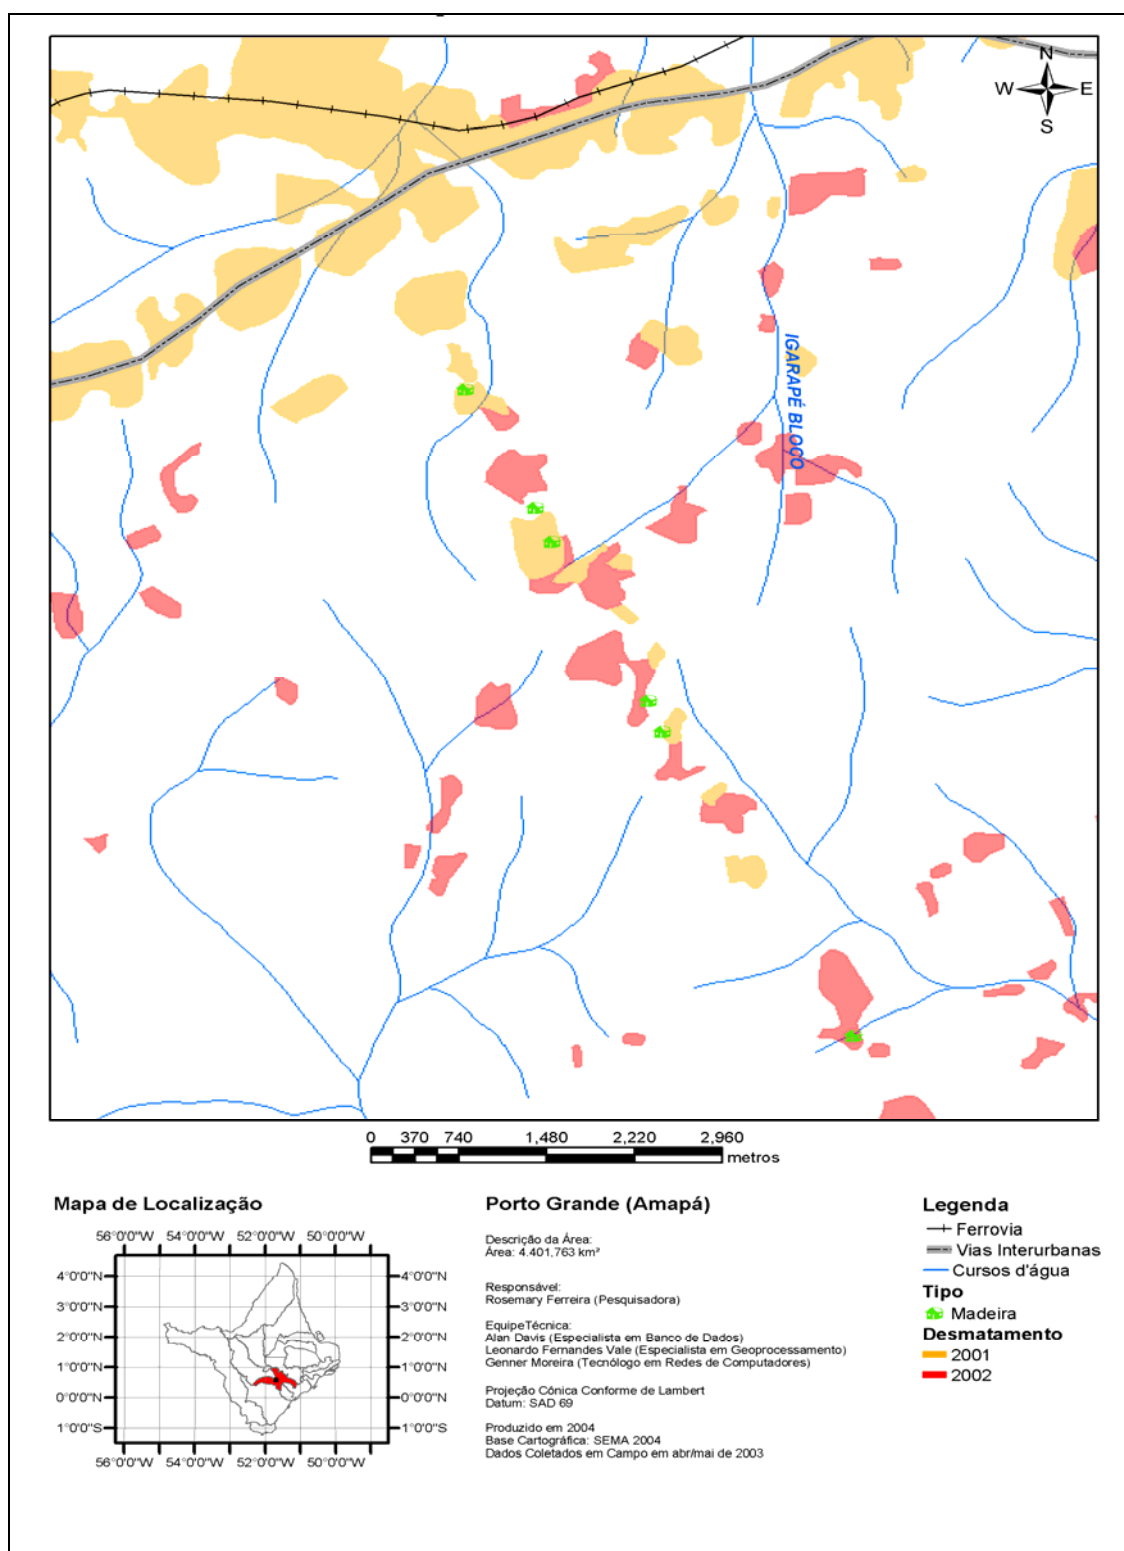 N
W E
S
IGARAPÉ BLOCO
0 370 740 1,480 2,220 2,960
metros
Mapa de Localização
56°0'0"W 54°0'0"W 52°0'0"W 50°0'0"W
4°0'0"N 4°0'0"N
3°0'0"N 3°0'0"N
2°0'0"N 2°0'0"N
1°0'0"N 1°0'0"N
0°0'0"N 0°0'0"N
1°0'0"S 1°0'0"S
56°0'0"W 54°0'0"W 52°0'0"W 50°0'0"W
Porto Grande (Amapá)
Descrição da Área:
Área: 4.401,763 km²
Responsável:
Rosemary Ferreira (Pesquisadora)
EquipeTécnica:
Alan Davis (Especialista em Banco de Dados)
Leonardo Fernandes Vale (Especialista em Geoprocessamento)
Genner Moreira (Tecnólogo em Redes de Computadores)
Projeção Cônica Conforme de Lambert
Datum: SAD 69
Produzido em 2004
Base Cartográfica: SEMA 2004
Dados Coletados em Campo em abr/mai de 2003
Legenda
Ferrovia
Vias Interurbanas
Cursos d'água
Tipo
Madeira
Desmatamento
2001
2002